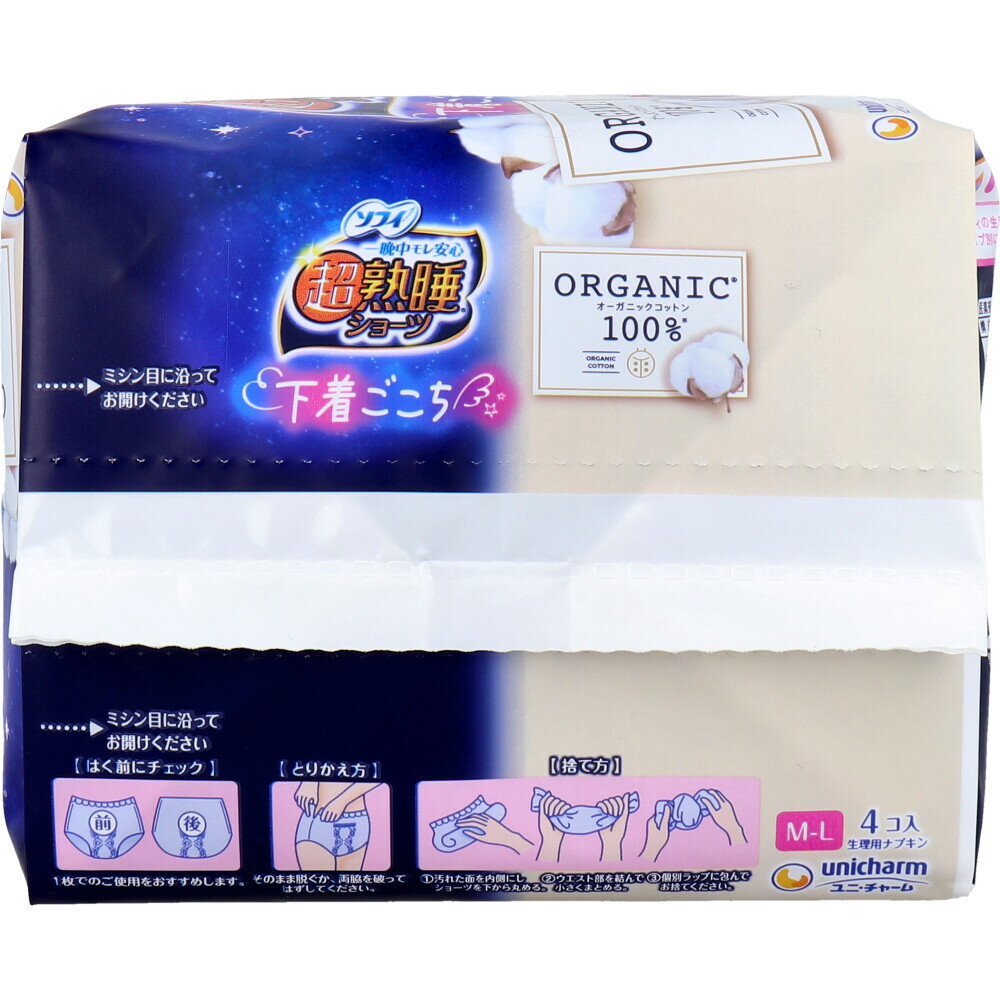 ORGANIC
unicharm
ソフィ
一晩中モレ安心
超熟睡®
ショーツ
下着ごこち
ORGANIC®
オーガニックコットン
100%*
ORGANIC
COTTON
ミシン目に沿って
お開けください
ミシン目に沿って
お開けください
【はく前にチェック】
前
後
1枚でのご使用をおすすめします。
【とりかえ方】
そのまま脱ぐか、両脇を破って
はずしてください。
【捨て方】
①汚れた面を内側にし
ショーツを下から丸める。
②ウエスト部を結んで
小さくまとめる。
③個別ラップに包んで
お捨てください。
M-L
4コ入
生理用ナプキン
unicharm
ユニ・チャーム